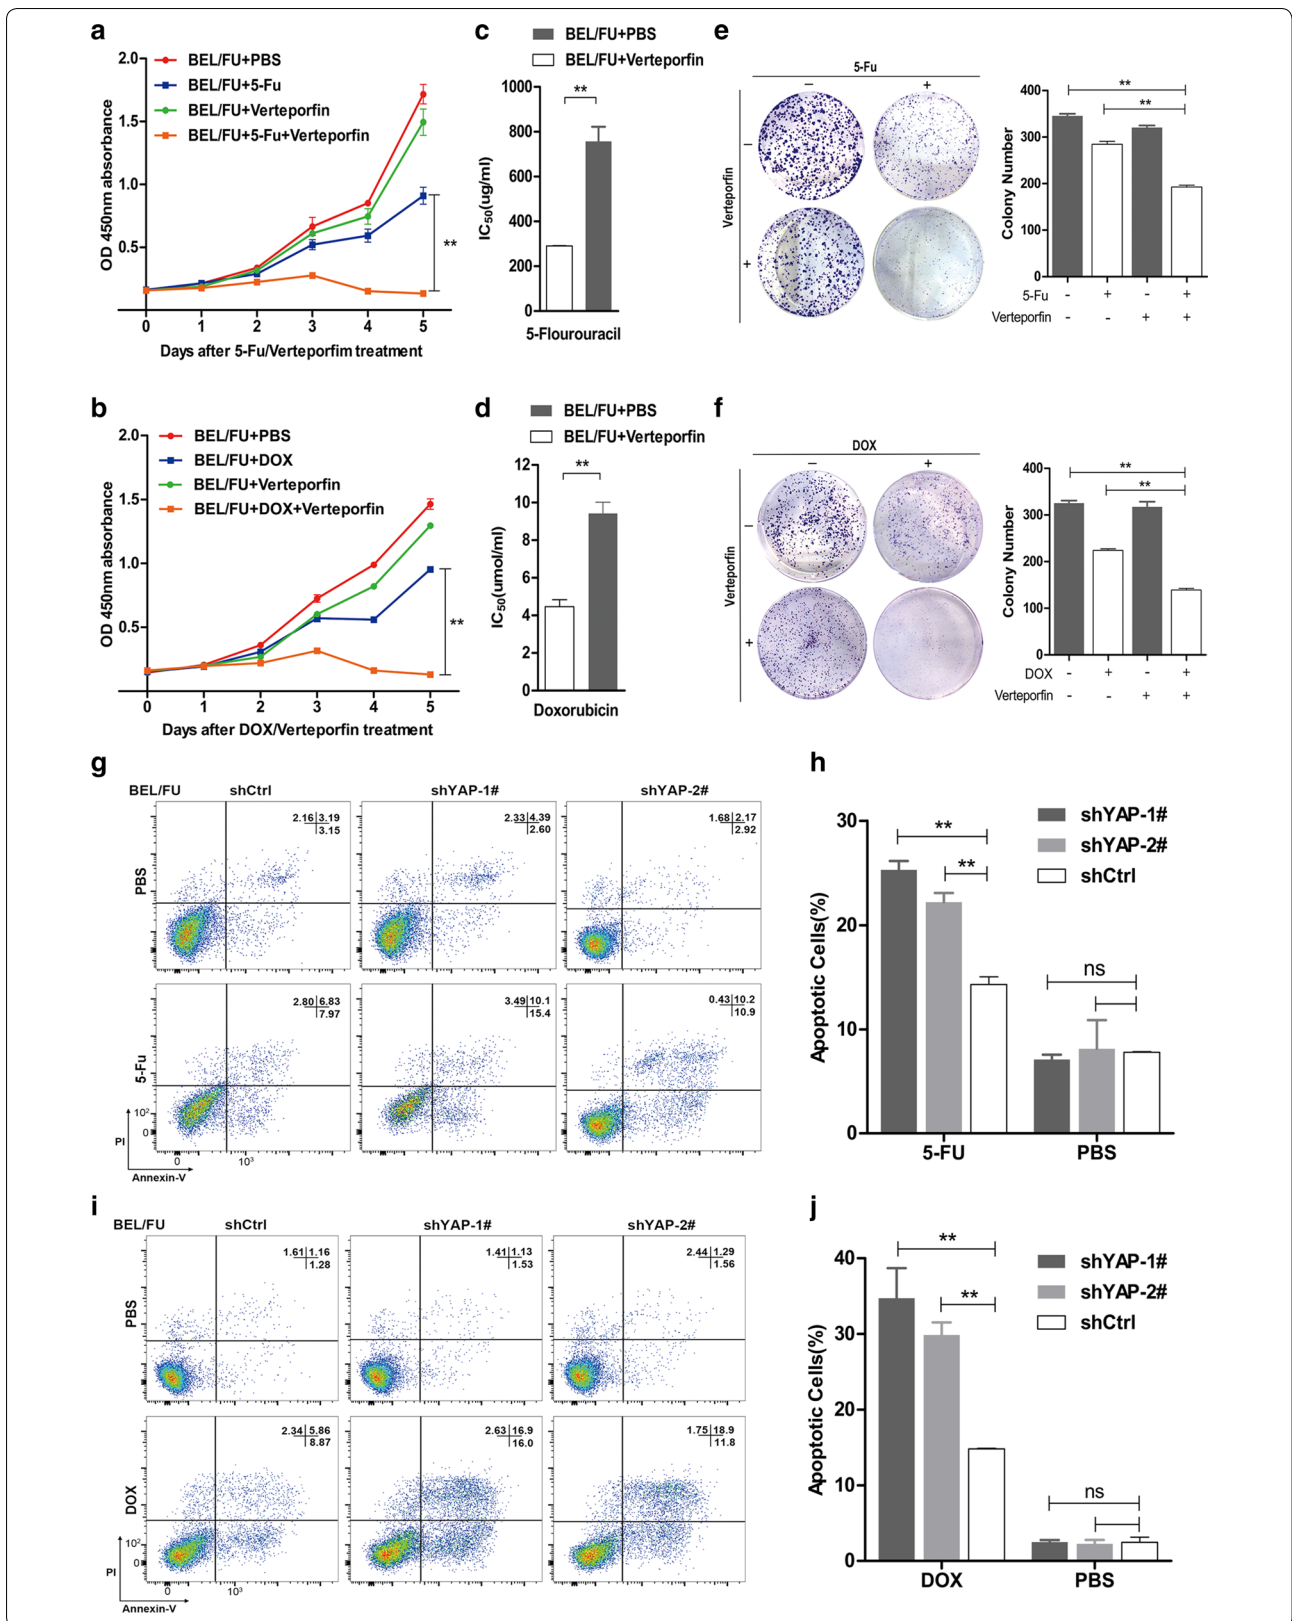 a
2.0
1.5
1.0
0.5
OD 450nm absorbance
BEL/FU+PBS
BEL/FU+5-Fu
BEL/FU+Verteporfin
BEL/FU+5-Fu+Verteporfin
**
0 1 2 3 4 5
Days after 5-Fu/Verteporfim treatment
c
BEL/FU+PBS
BEL/FU+Verteporfin
1000
800
600
400
200
0
IC50(ug/ml)
**
5-Flourouracil
e
5-Fu
− +
Verteporfin
−
+
400
300
200
100
0
Colony Number
**
**
5-Fu - + - +
Verteporfin - - + +
b
2.0
1.5
1.0
0.5
OD 450nm absorbance
BEL/FU+PBS
BEL/FU+DOX
BEL/FU+Verteporfin
BEL/FU+DOX+Verteporfin
**
0 1 2 3 4 5
Days after DOX/Verteporfin treatment
d
BEL/FU+PBS
BEL/FU+Verteporfin
12
10
8
6
4
2
0
IC50(umol/ml)
**
Doxorubicin
f
DOX
− +
Verteporfin
−
+
400
300
200
100
0
Colony Number
**
**
DOX - + - +
Verteporfin - - + +
g
BEL/FU shCtrl shYAP-1# shYAP-2#
PBS
2.16 3.19
3.15
2.33 4.39
2.60
1.68 2.17
2.92
5-Fu
2.80 6.83
7.97
3.49 10.1
15.4
0.43 10.2
10.9
10²
0
PI
0 10³
Annexin-V
h
30
20
10
0
Apoptotic Cells(%)
shYAP-1#
shYAP-2#
shCtrl
**
**
ns
5-FU PBS
i
BEL/FU shCtrl shYAP-1# shYAP-2#
PBS
1.61 1.16
1.28
1.41 1.13
1.53
2.44 1.29
1.56
DOX
2.34 5.86
8.87
2.63 16.9
16.0
1.75 18.9
11.8
10²
0
PI
0 10³
Annexin-V
j
40
30
20
10
0
Apoptotic Cells(%)
shYAP-1#
shYAP-2#
shCtrl
**
**
ns
DOX PBS